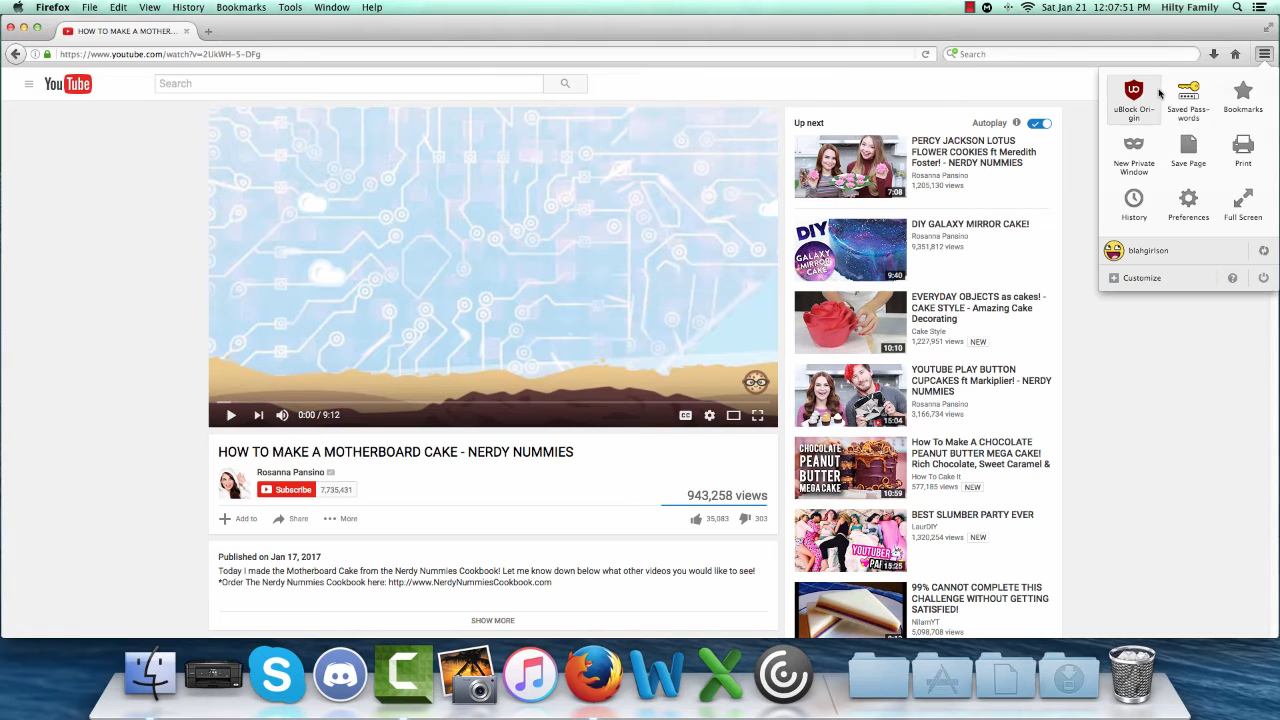 Firefox File Edit View History Bookmarks Tools Window Help
Sat Jan 21 12:07:51 PM Hilty Family
HOW TO MAKE A MOTHER...
https://www.youtube.com/watch?v=2UkWH-5-DFg
Search
YouTube
Search
uBlock Ori-
gin
Saved Pass-
words
Bookmarks
New Private
Window
Save Page
Print
History
Preferences
Full Screen
blahgirlson
Customize
0:00 / 9:12
CC
HOW TO MAKE A MOTHERBOARD CAKE - NERDY NUMMIES
Rosanna Pansino
Subscribe 7,735,431
943,258 views
Add to Share More
35,083 303
Published on Jan 17, 2017
Today I made the Motherboard Cake from the Nerdy Nummies Cookbook! Let me know down below what other videos you would like to see!
*Order The Nerdy Nummies Cookbook here: http://www.NerdyNummiesCookbook.com
SHOW MORE
Up next
Autoplay
PERCY JACKSON LOTUS
FLOWER COOKIES ft Meredith
Foster! - NERDY NUMMIES
Rosanna Pansino
1,205,130 views
7:08
DIY GALAXY MIRROR CAKE!
Rosanna Pansino
9,351,812 views
DIY
GALAXY
MIRROR
CAKE
9:40
EVERYDAY OBJECTS as cakes! -
CAKE STYLE - Amazing Cake
Decorating
Cake Style
1,227,951 views NEW
10:10
YOUTUBE PLAY BUTTON
CUPCAKES ft Markiplier! - NERDY
NUMMIES
Rosanna Pansino
3,166,734 views
15:04
How To Make A CHOCOLATE
PEANUT BUTTER MEGA CAKE!
Rich Chocolate, Sweet Caramel &
How To Cake It
577,185 views NEW
CHOCOLATE
PEANUT
BUTTER
MEGA CAKE
10:59
BEST SLUMBER PARTY EVER
LaurDIY
1,320,254 views NEW
YOUTUBER
15:25
99% CANNOT COMPLETE THIS
CHALLENGE WITHOUT GETTING
SATISFIED!
NilamYT
5,098,708 views